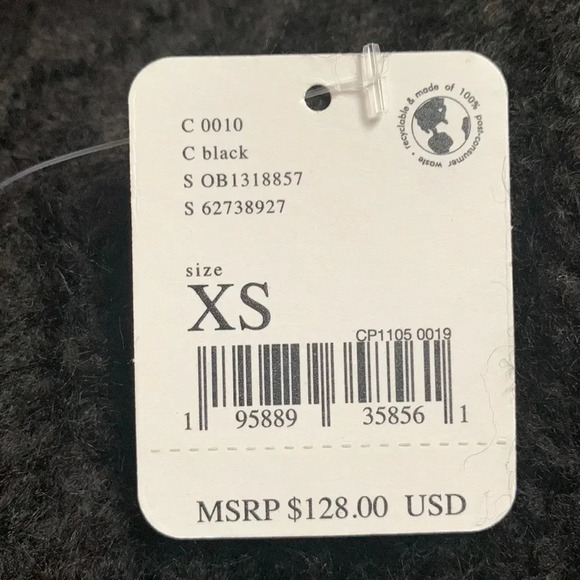 C 0010
C black
S OB1318857
S 62738927
recyclable & made of 100% post-consumer waste •
size
XS
CP1105 0019
1 95889 35856 1
MSRP $128.00 USD